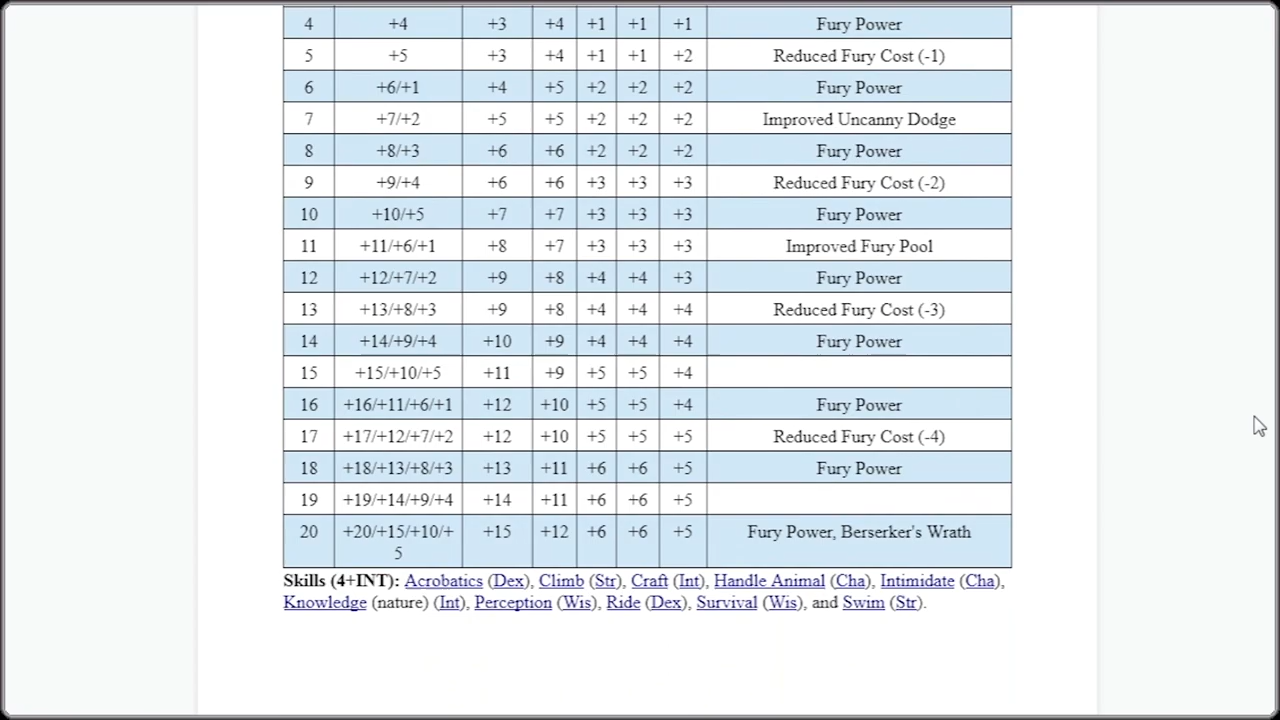 4 +4 +3 +4 +1 +1 +1 Fury Power
5 +5 +3 +4 +1 +1 +2 Reduced Fury Cost (-1)
6 +6/+1 +4 +5 +2 +2 +2 Fury Power
7 +7/+2 +5 +5 +2 +2 +2 Improved Uncanny Dodge
8 +8/+3 +6 +6 +2 +2 +2 Fury Power
9 +9/+4 +6 +6 +3 +3 +3 Reduced Fury Cost (-2)
10 +10/+5 +7 +7 +3 +3 +3 Fury Power
11 +11/+6/+1 +8 +7 +3 +3 +3 Improved Fury Pool
12 +12/+7/+2 +9 +8 +4 +4 +3 Fury Power
13 +13/+8/+3 +9 +8 +4 +4 +4 Reduced Fury Cost (-3)
14 +14/+9/+4 +10 +9 +4 +4 +4 Fury Power
15 +15/+10/+5 +11 +9 +5 +5 +4
16 +16/+11/+6/+1 +12 +10 +5 +5 +4 Fury Power
17 +17/+12/+7/+2 +12 +10 +5 +5 +5 Reduced Fury Cost (-4)
18 +18/+13/+8/+3 +13 +11 +6 +6 +5 Fury Power
19 +19/+14/+9/+4 +14 +11 +6 +6 +5
20 +20/+15/+10/+ +15 +12 +6 +6 +5 Fury Power, Berserker's Wrath
5
Skills (4+INT): Acrobatics (Dex), Climb (Str), Craft (Int), Handle Animal (Cha), Intimidate (Cha),
Knowledge (nature) (Int), Perception (Wis), Ride (Dex), Survival (Wis), and Swim (Str).